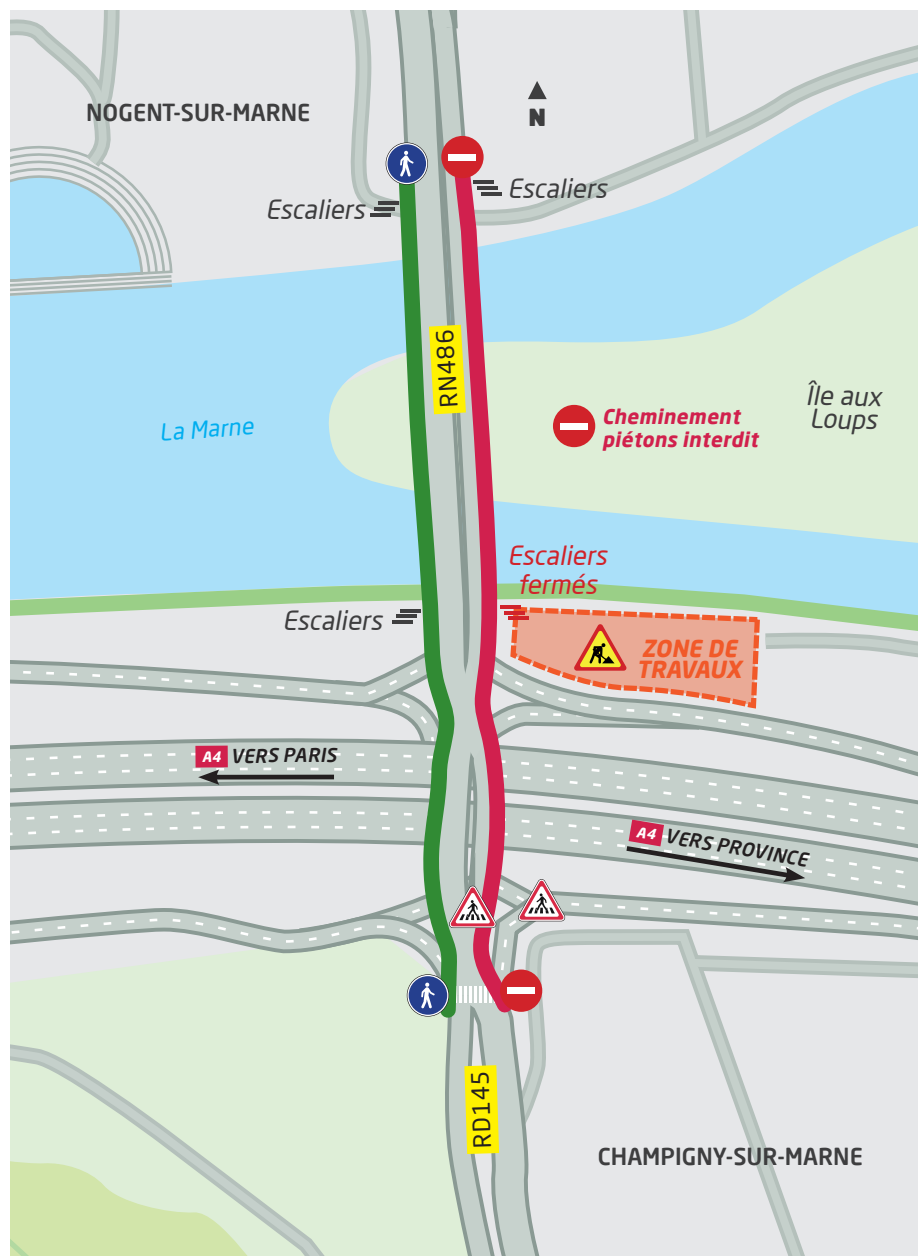 NOGENT-SUR-MARNE
N
Escaliers
Escaliers
RN486
Île aux
Loups
Cheminement
piétons interdit
La Marne
Escaliers
fermés
Escaliers
ZONE DE
TRAVAUX
A4 VERS PARIS
A4 VERS PROVINCE
RD145
CHAMPIGNY-SUR-MARNE